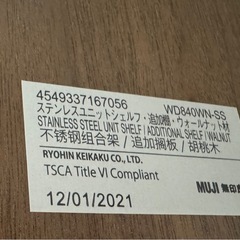 4549337167056 WD840WN-SS
ステンレスユニットシェルフ・追加棚・ウォールナット材
STAINLESS STEEL UNIT SHELF / ADDITIONAL SHELF / WALNUT
不锈钢组合架 / 追加搁板 / 胡桃木
RYOHIN KEIKAKU CO., LTD.
TSCA Title VI Compliant MUJI 無印
12/01/2021